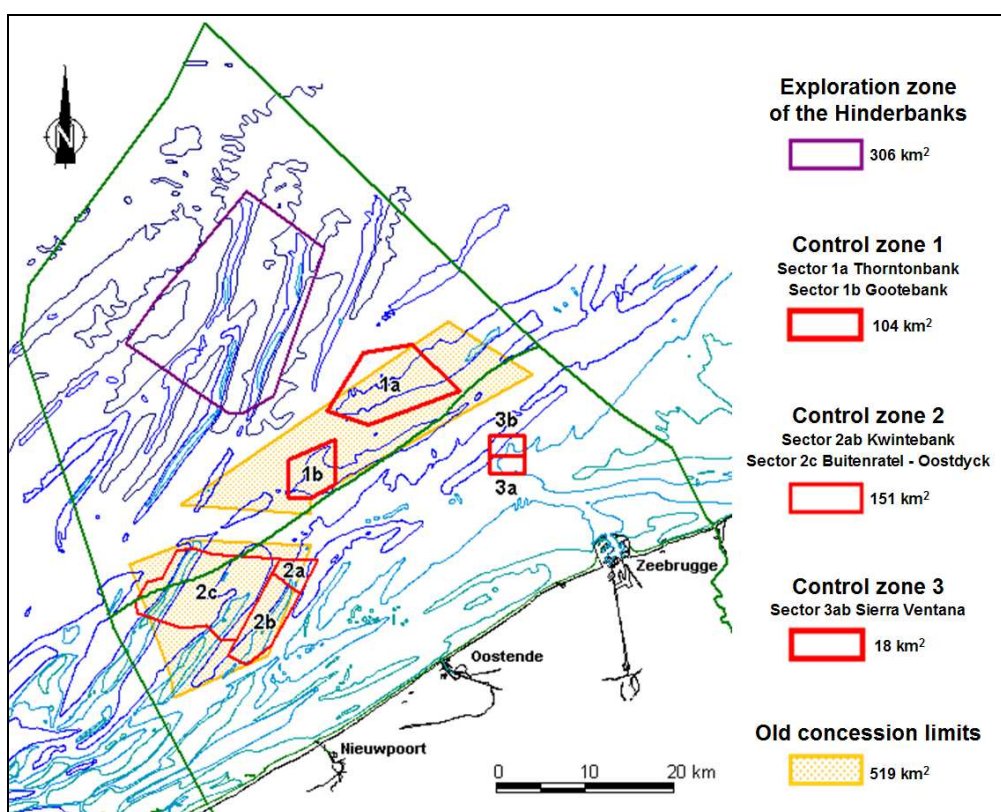 N
1a
1b
3b
3a
2a
2c
2b
Zeebrugge
Oostende
Nieuwpoort
0 10 20 km
Exploration zone
of the Hinderbanks
306 km²
Control zone 1
Sector 1a Thorntonbank
Sector 1b Gootebank
104 km²
Control zone 2
Sector 2ab Kwintebank
Sector 2c Buitenratel - Oostdyck
151 km²
Control zone 3
Sector 3ab Sierra Ventana
18 km²
Old concession limits
519 km²